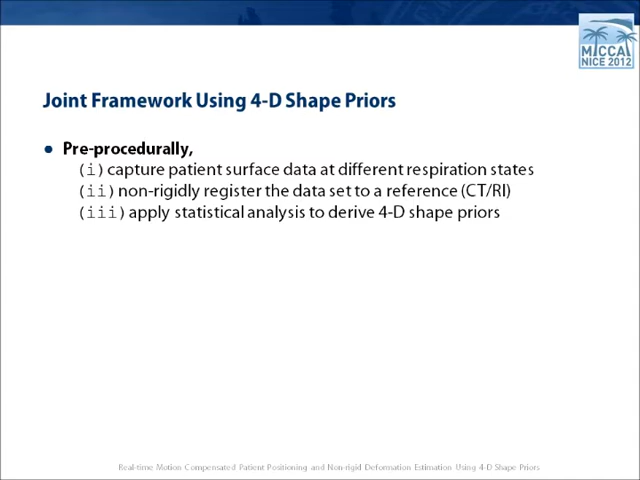 MICCAI
NICE 2012
Joint Framework Using 4-D Shape Priors
● Pre-procedurally,
(i) capture patient surface data at different respiration states
(ii) non-rigidly register the data set to a reference (CT/RI)
(iii) apply statistical analysis to derive 4-D shape priors
Real-time Motion Compensated Patient Positioning and Non-rigid Deformation Estimation Using 4-D Shape Priors